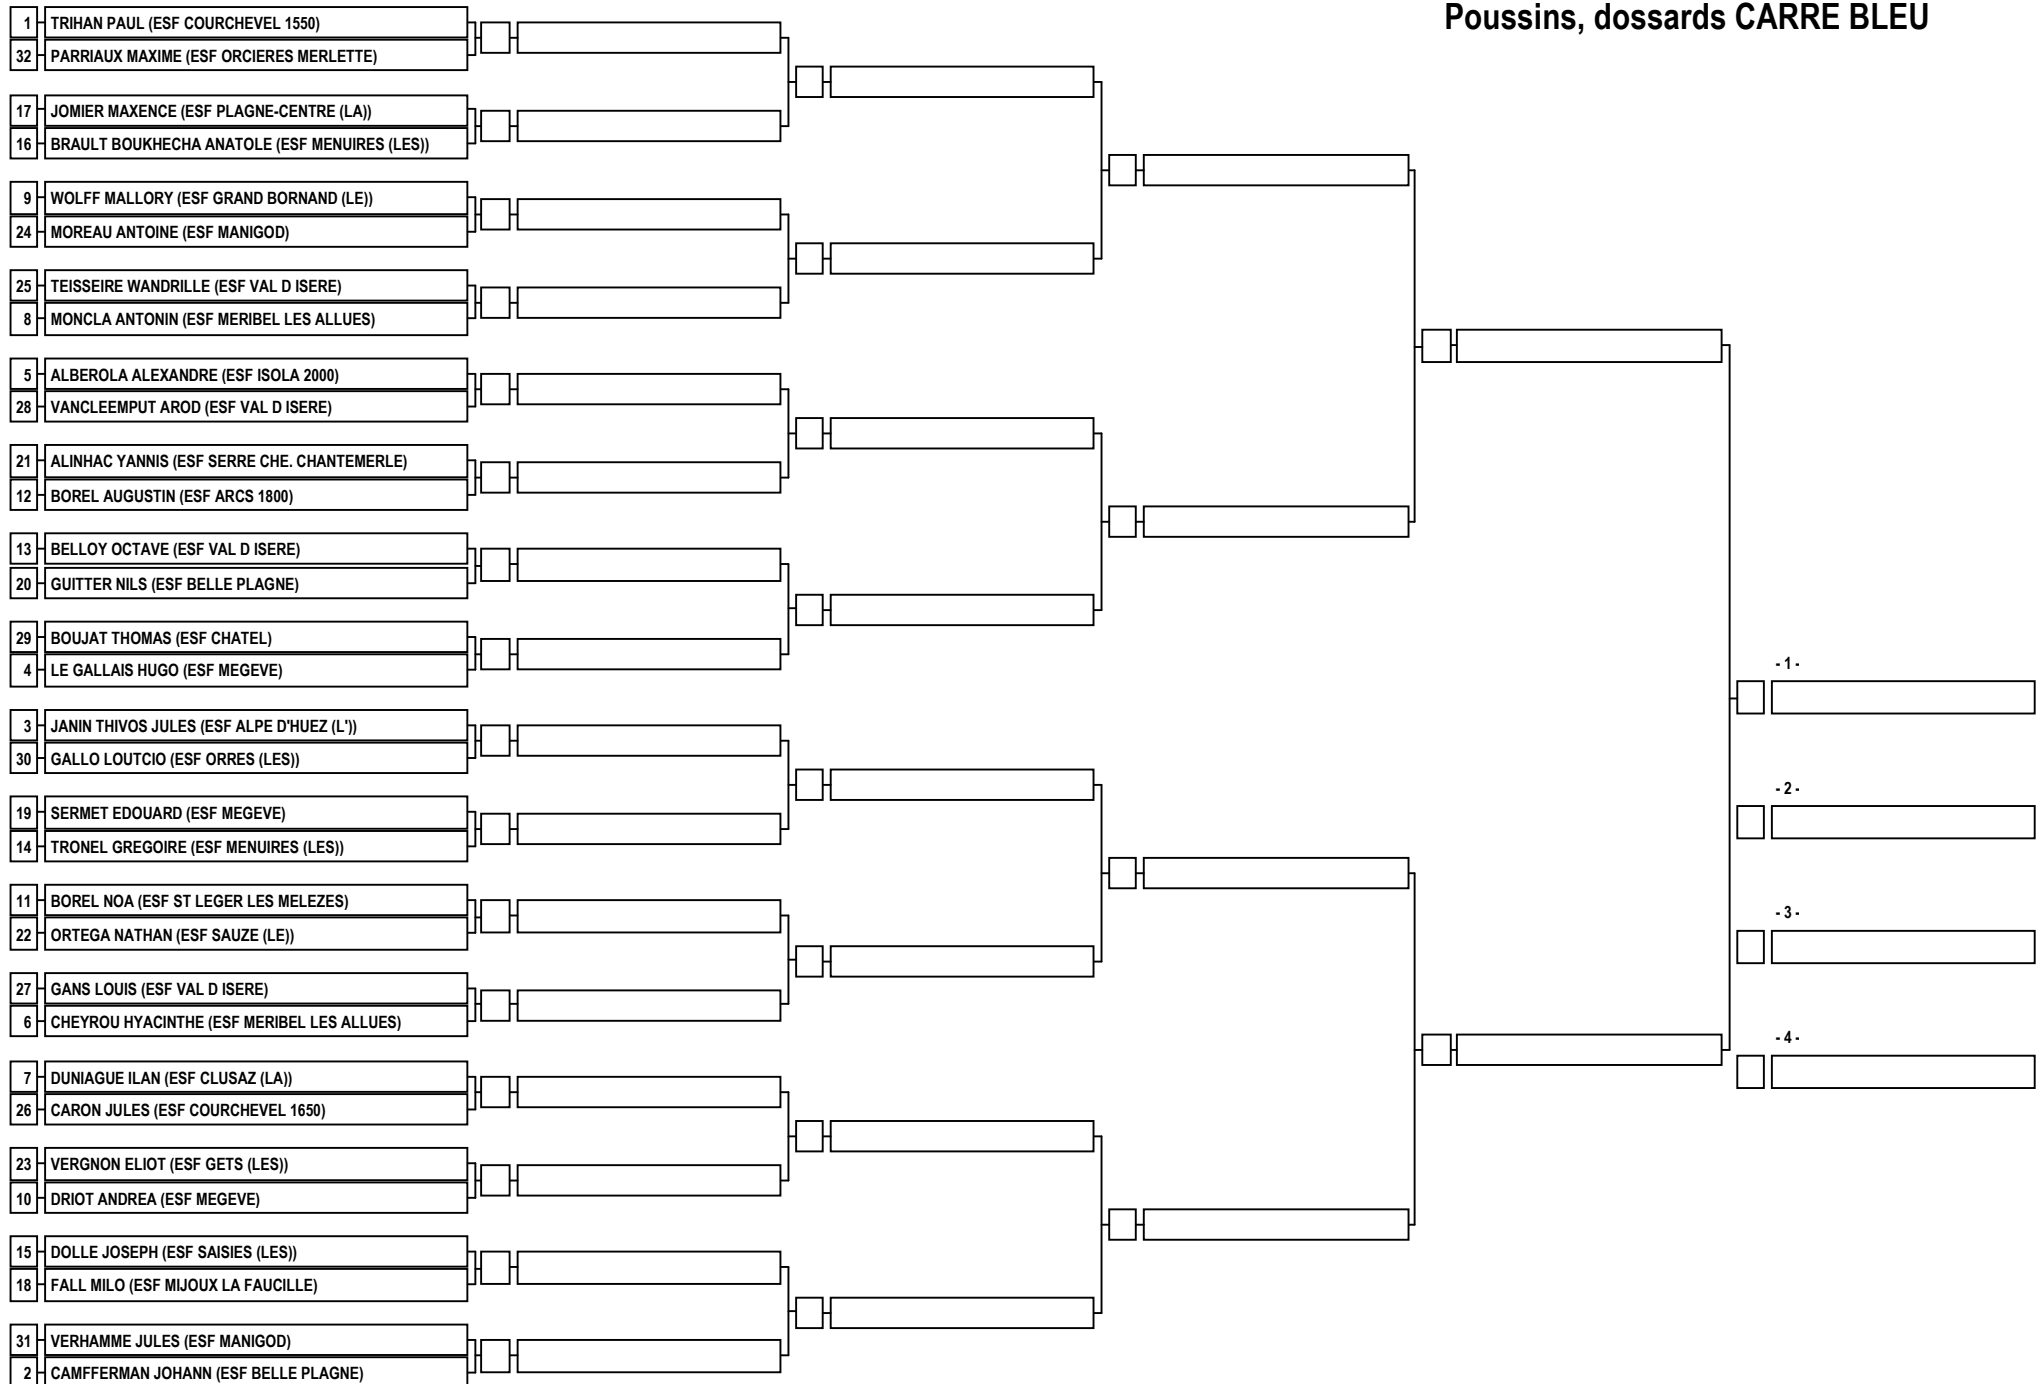 Poussins, dossards CARRE BLEU
1 TRIHAN PAUL (ESF COURCHEVEL 1550)
32 PARRIAUX MAXIME (ESF ORCIERES MERLETTE)
17 JOMIER MAXENCE (ESF PLAGNE-CENTRE (LA))
16 BRAULT BOUKHECHA ANATOLE (ESF MENUIRES (LES))
9 WOLFF MALLORY (ESF GRAND BORNAND (LE))
24 MOREAU ANTOINE (ESF MANIGOD)
25 TEISSEIRE WANDRILLE (ESF VAL D ISERE)
8 MONCLA ANTONIN (ESF MERIBEL LES ALLUES)
5 ALBEROLA ALEXANDRE (ESF ISOLA 2000)
28 VANCLEEMPUT AROD (ESF VAL D ISERE)
21 ALINHAC YANNIS (ESF SERRE CHE. CHANTEMERLE)
12 BOREL AUGUSTIN (ESF ARCS 1800)
13 BELLOY OCTAVE (ESF VAL D ISERE)
20 GUITTER NILS (ESF BELLE PLAGNE)
29 BOUJAT THOMAS (ESF CHATEL)
4 LE GALLAIS HUGO (ESF MEGEVE)
3 JANIN THIVOS JULES (ESF ALPE D'HUEZ (L'))
30 GALLO LOUTCIO (ESF ORRES (LES))
19 SERMET EDOUARD (ESF MEGEVE)
14 TRONEL GREGOIRE (ESF MENUIRES (LES))
11 BOREL NOA (ESF ST LEGER LES MELEZES)
22 ORTEGA NATHAN (ESF SAUZE (LE))
27 GANS LOUIS (ESF VAL D ISERE)
6 CHEYROU HYACINTHE (ESF MERIBEL LES ALLUES)
7 DUNIAGUE ILAN (ESF CLUSAZ (LA))
26 CARON JULES (ESF COURCHEVEL 1650)
23 VERGNON ELIOT (ESF GETS (LES))
10 DRIOT ANDREA (ESF MEGEVE)
15 DOLLE JOSEPH (ESF SAISIES (LES))
18 FALL MILO (ESF MIJOUX LA FAUCILLE)
31 VERHAMME JULES (ESF MANIGOD)
2 CAMFFERMAN JOHANN (ESF BELLE PLAGNE)
- 1 -
- 2 -
- 3 -
- 4 -